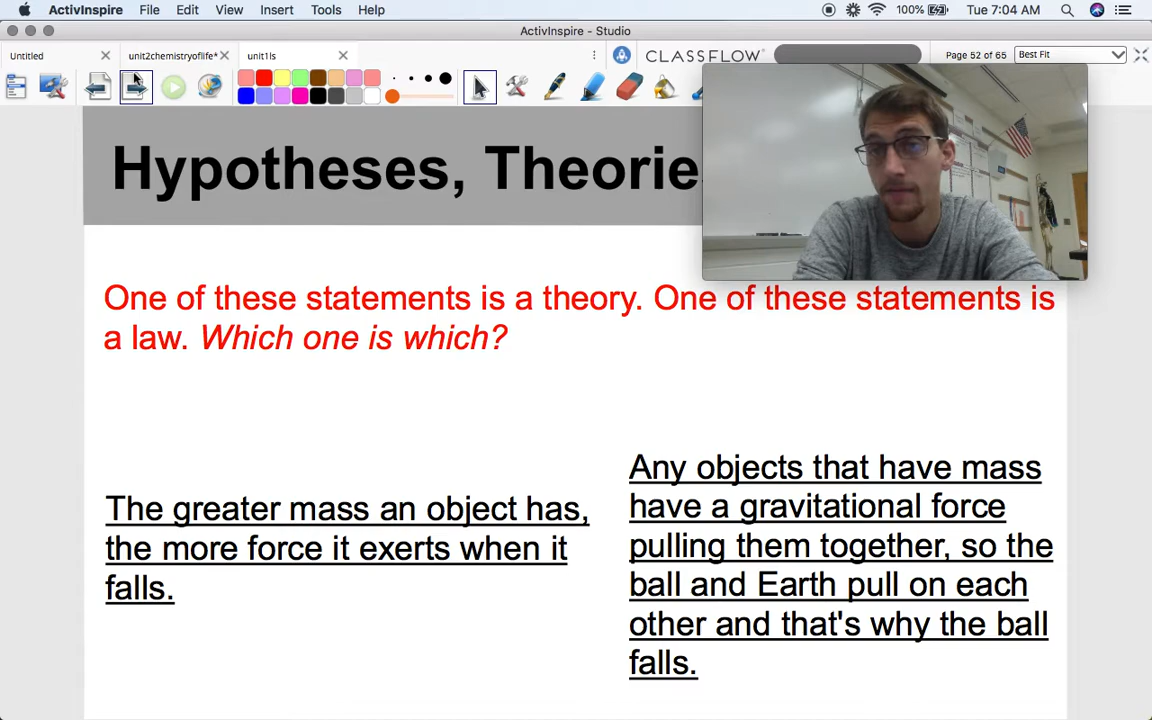 ActivInspire File Edit View Insert Tools Help 100% Tue 7:04 AM
ActivInspire - Studio
Untitled unit2chemistryoflife* unit1ls CLASSFLOW Page 52 of 65 Best Fit
Hypotheses, Theories
One of these statements is a theory. One of these statements is
a law. Which one is which?
The greater mass an object has,
the more force it exerts when it
falls.
Any objects that have mass
have a gravitational force
pulling them together, so the
ball and Earth pull on each
other and that's why the ball
falls.